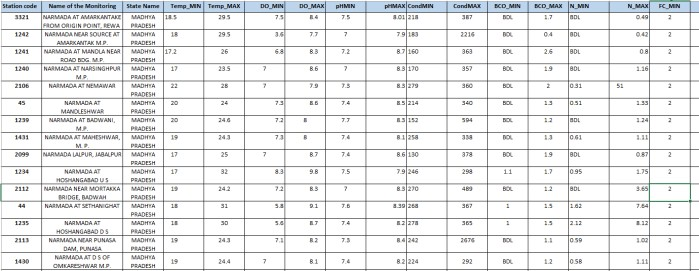 Station code Name of the Monitoring State Name Temp_MIN Temp_MAX DO_MIN DO_MAX pHMIN pHMAX CondMIN CondMAX BCO_MIN BCO_MAX N_MIN N_MAX FC_MIN
3321 NARMADA AT AMARKANTAKE FROM ORIGIN POINT, REWA MADHYA PRADESH 18.5 29.5 7.5 8.4 7.5 8.01 218 524 BDL 1.7 BDL 0.49 2
1242 NARMADA NEAR SOURCE AT AMARKANTAK M.P. MADHYA PRADESH 18 29.5 3.6 7.7 7 7.9 183 2216 BDL 0.4 BDL 0.42 2
1241 NARMADA AT MANDLA NEAR ROAD BDG. M.P. MADHYA PRADESH 17.2 26 6.8 8.3 7.2 8.7 160 363 BDL 2.6 BDL 0.8 2
1240 NARMADA AT NARSINGHPUR M.P. MADHYA PRADESH 17 23.5 7 8.6 7 8.3 170 357 BDL 1.9 BDL 1.16 2
2106 NARMADA AT NEMAWAR MADHYA PRADESH 22 28 7 7.9 7.3 8.3 279 360 BDL 2 0.31 51 2
45 NARMADA AT MANDLESHWAR MADHYA PRADESH 20 24 7.3 8.6 7.4 8.5 214 340 BDL 1.3 0.51 1.33 2
1239 NARMADA AT BADWANI, M.P. MADHYA PRADESH 20 24.6 7.2 8 7.7 8.3 152 594 BDL 1.2 BDL 1.24 2
1431 NARMADA AT MAHESHWAR, M. P. MADHYA PRADESH 19 24.3 7.3 8 7.4 8.1 258 338 BDL 1.3 0.61 1.11 2
2099 NARMADA LALPUR, JABALPUR MADHYA PRADESH 17 25 7 8.7 7.4 8.6 130 378 BDL 1.9 BDL 0.87 2
1234 NARMADA AT HOSHANGABAD U S MADHYA PRADESH 17 32 8.3 9.8 7.5 7.9 246 298 1.1 1.7 0.95 1.75 2
2112 NARMADA NEAR MORTAKKA BRIDGE, BADWAH MADHYA PRADESH 19 24.2 7.2 8.3 7 8.3 270 489 BDL 1.2 BDL 3.65 2
44 NARMADA AT SETHANIGHAT MADHYA PRADESH 18 31 5.8 9.1 7.6 8.39 268 367 1 1.5 1.62 7.64 2
1235 NARMADA AT HOSHANGABAD D S MADHYA PRADESH 18 30 5.6 8.7 7.4 8.2 278 365 1 1.5 2.12 8.12 2
2113 NARMADA NEAR PUNASA DAM, PUNASA MADHYA PRADESH 19 24.3 7.1 8.2 7.3 8.4 242 2676 BDL 1.1 0.59 1.02 2
1430 NARMADA AT D S OF OMKARESHWAR M.P. MADHYA PRADESH 19 24.4 7 8.1 7.4 8.2 224 292 BDL 1.2 0.58 1.11 2